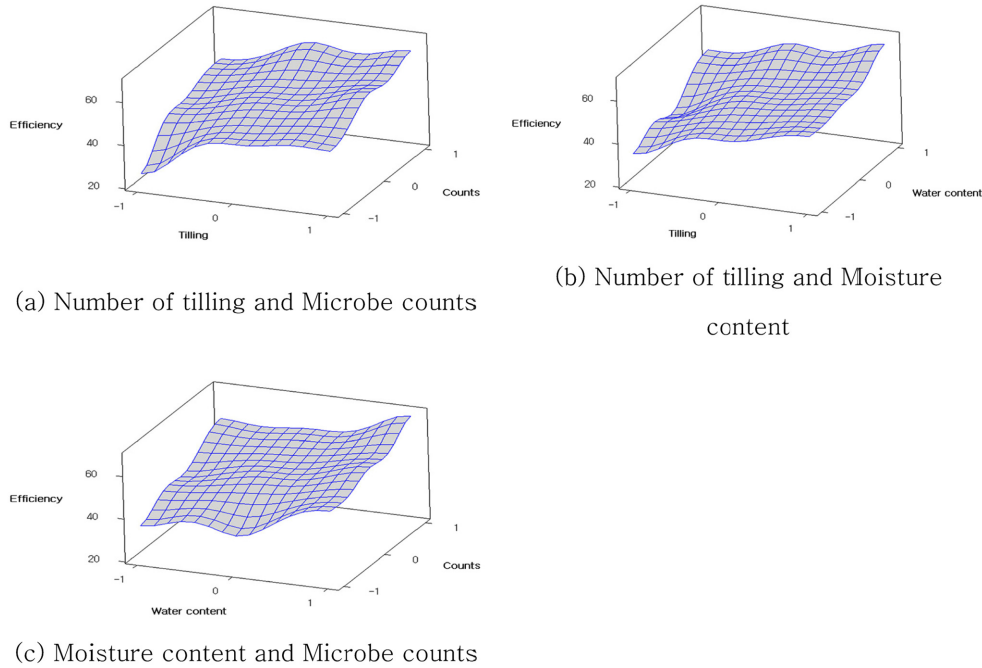 60
Efficiency
40
20
-1
0
1
Tilling
-1
0
1
Counts
(a) Number of tilling and Microbe counts
60
Efficiency
40
20
-1
0
1
Tilling
-1
0
1
Water content
(b) Number of tilling and Moisture
content
60
Efficiency
40
20
-1
0
1
Water content
-1
0
1
Counts
(c) Moisture content and Microbe counts